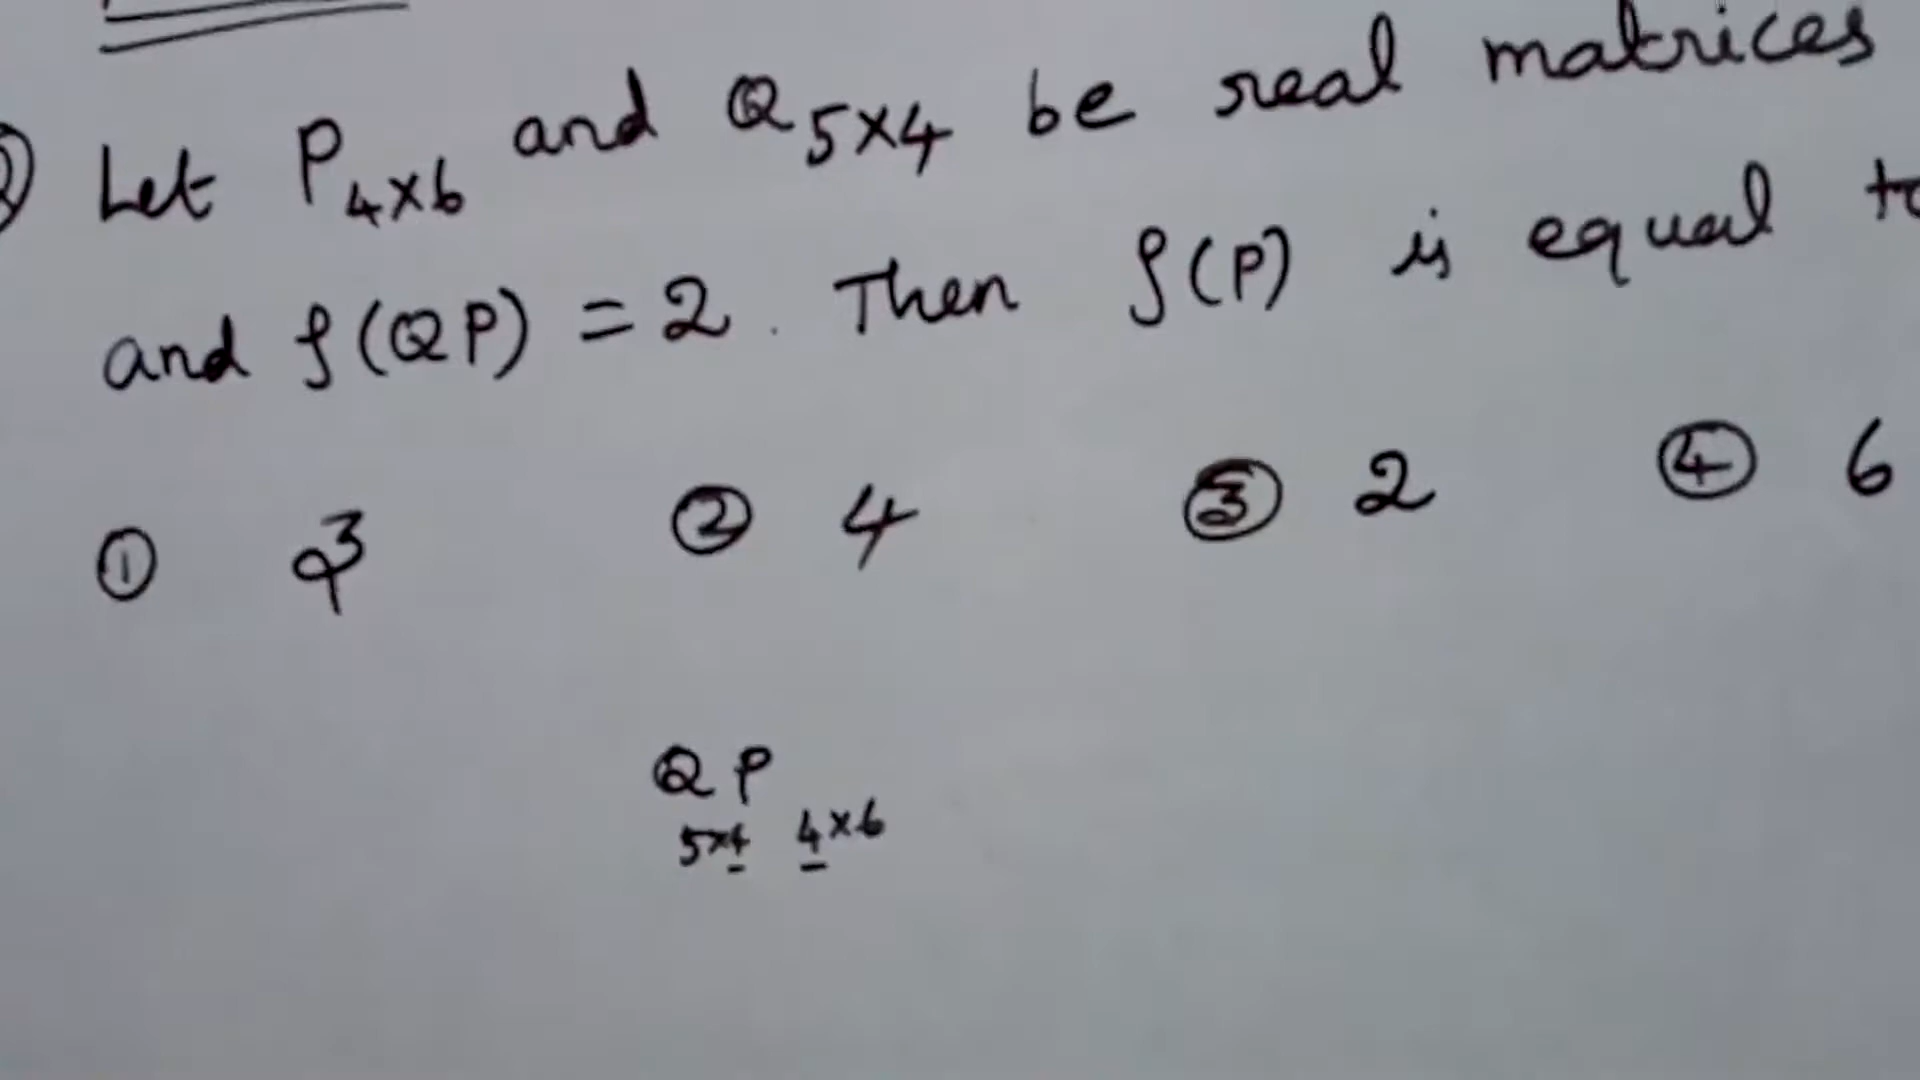 Let P4×6 and Q5×4 be real matrices
and ρ(QP) = 2. Then ρ(P) is equal to
① 3 ② 4 ③ 2 ④ 6
Q P
5×4 4×6